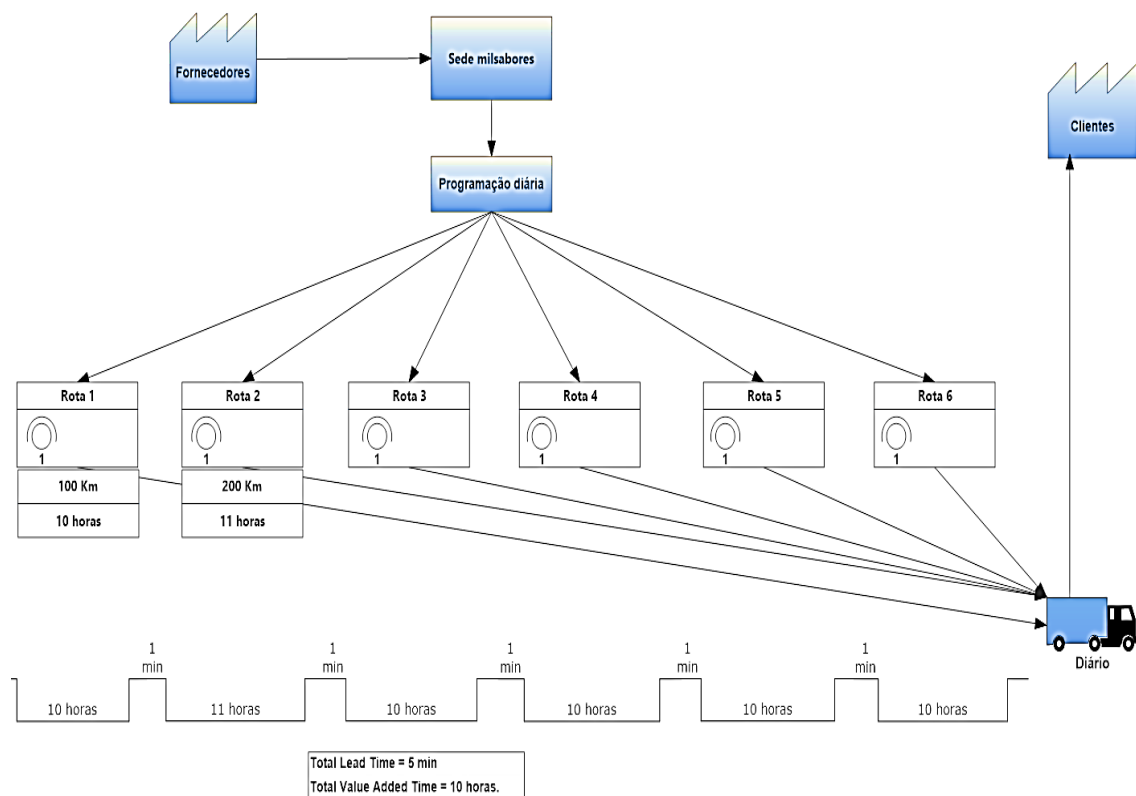 Fornecedores
Sede milsabores
Clientes
Programação diária
Rota 1
Rota 2
Rota 3
Rota 4
Rota 5
Rota 6
1
1
1
1
1
1
100 Km
200 Km
10 horas
11 horas
Diário
1
min
1
min
1
min
1
min
1
min
10 horas
11 horas
10 horas
10 horas
10 horas
10 horas
Total Lead Time = 5 min
Total Value Added Time = 10 horas.